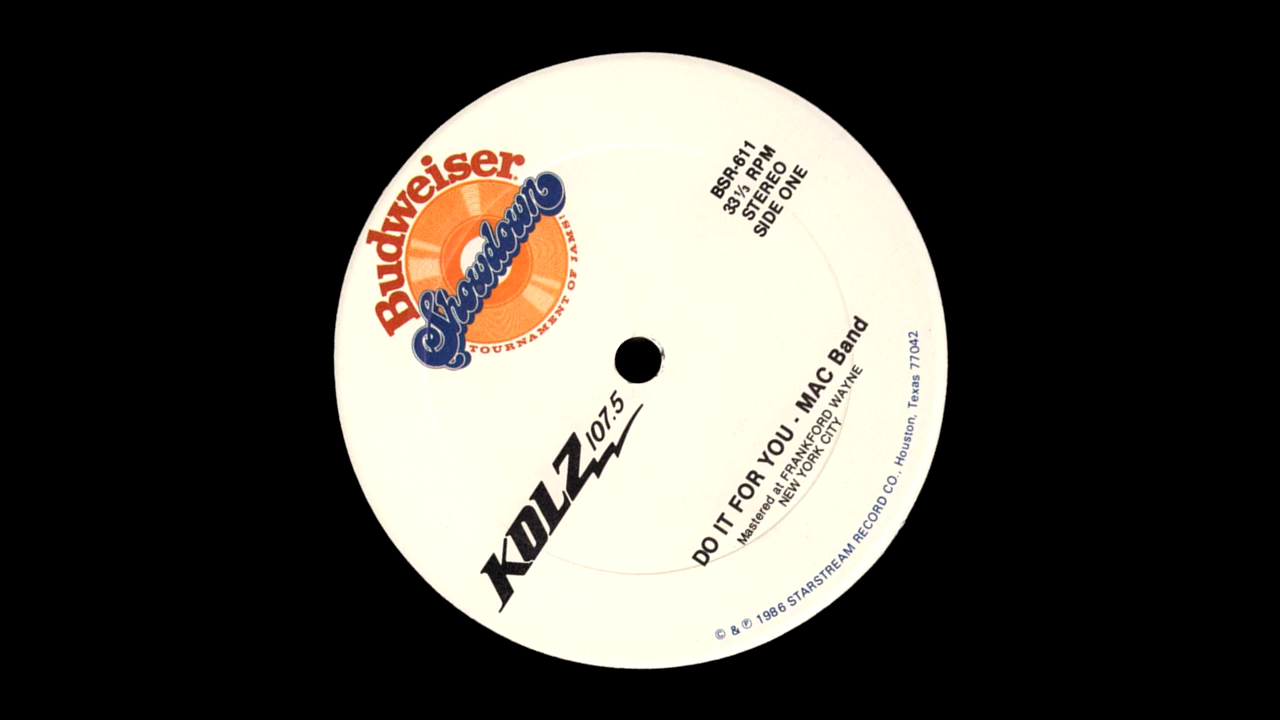 Budweiser®
Showdown
TOURNAMENT OF JAMS!
BSR-611
33⅓ RPM
STEREO
SIDE ONE
KDLZ 107.5
DO IT FOR YOU - MAC Band
Mastered at FRANKFORD WAYNE
NEW YORK CITY
© & ℗ 1986 STARSTREAM RECORD CO., Houston, Texas 77042